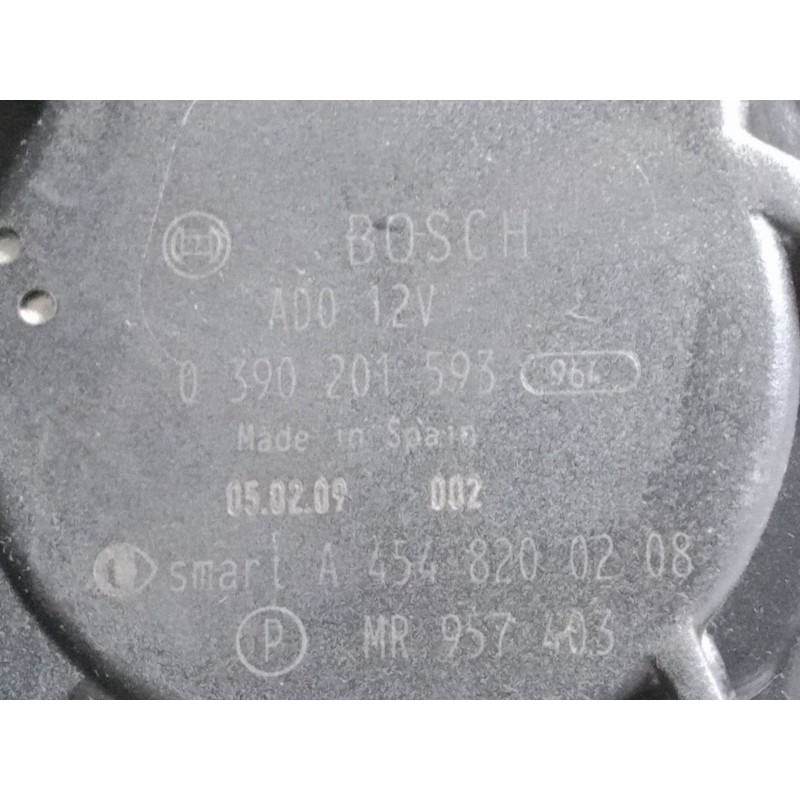 BOSCH
ADO 12V
0 390 201 593 964
Made in Spain
05.02.09 002
smart A 454 820 02 08
P MR 957 403